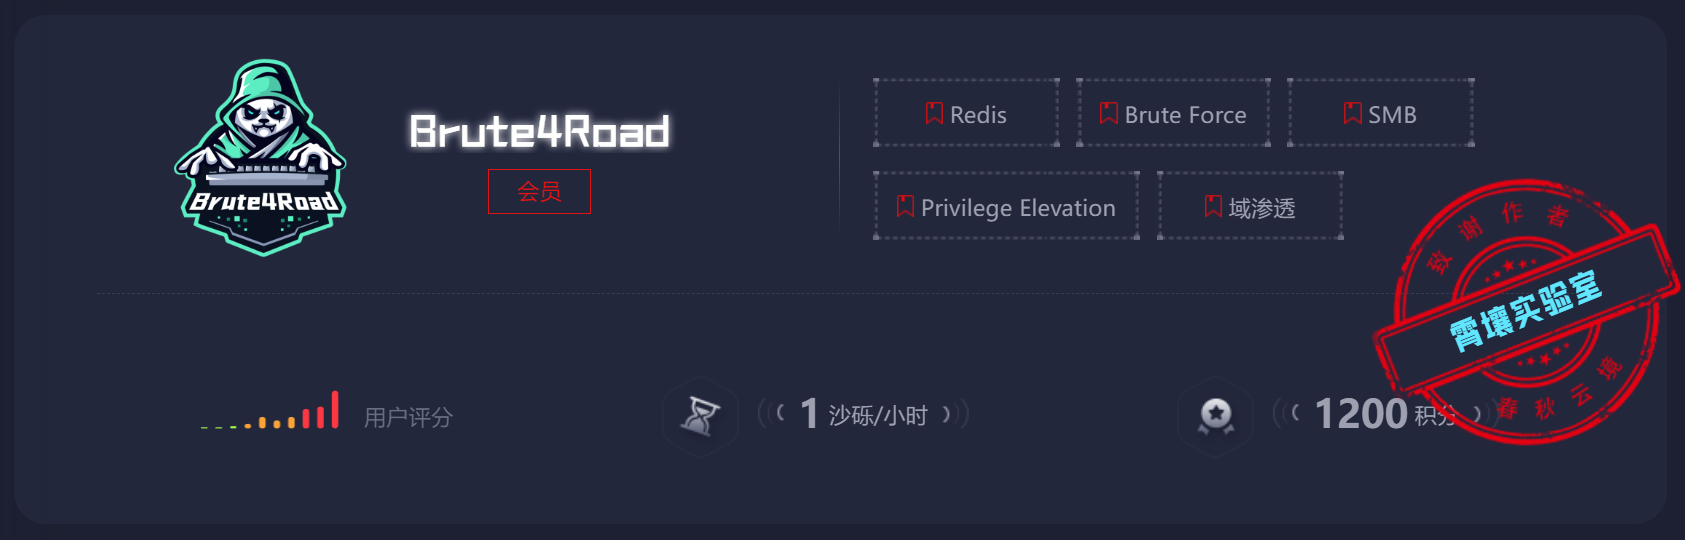 Brute4Road
Brute4Road
会员
Redis
Brute Force
SMB
Privilege Elevation
域渗透
致谢作者
霄壤实验室
春秋云境
用户评分
1 沙砾/小时
1200 积分